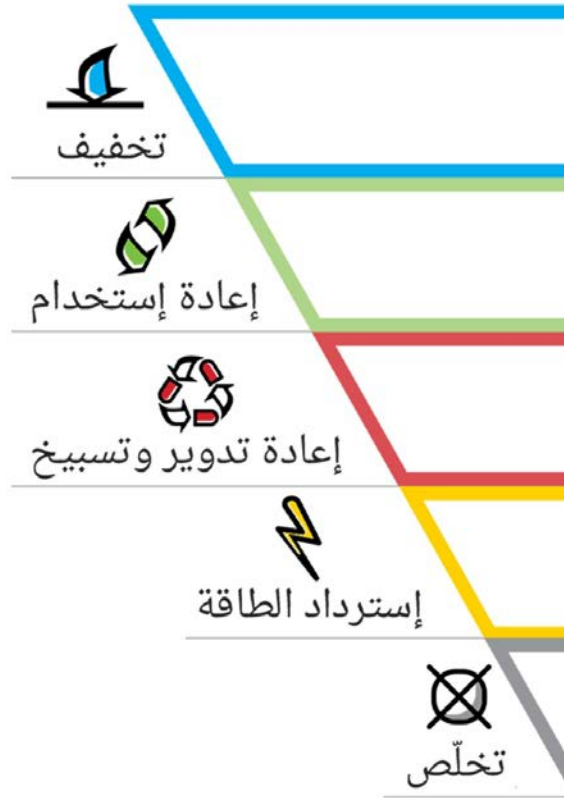 تخفيف
إعادة إستخدام
إعادة تدوير وتسبيخ
إسترداد الطاقة
تخلّص